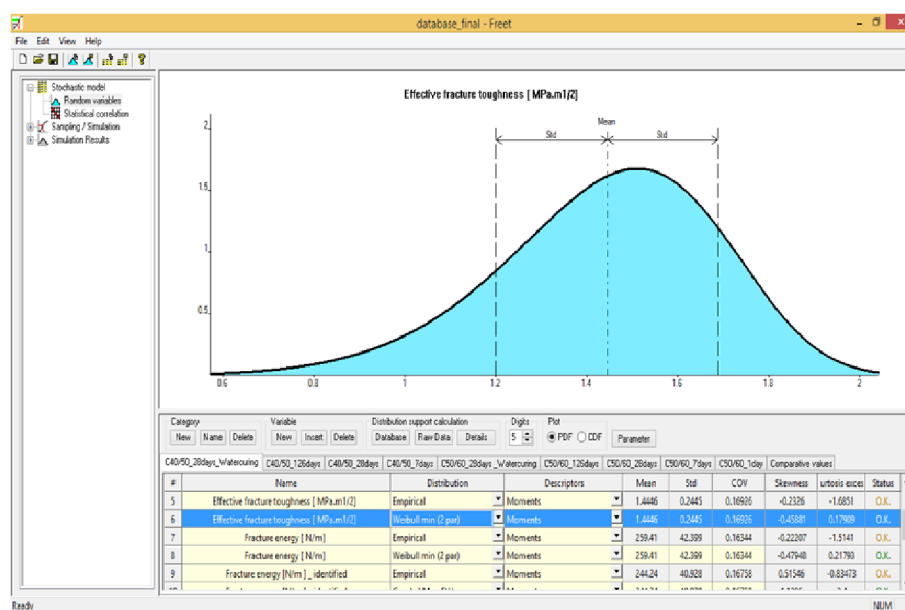 database_final - Freet
File Edit View Help
Stochastic model
Random variables
Statistical correlation
Sampling / Simulation
Simulation Results
Effective fracture toughness [ MPa.m1/2]
Mean
Std Std
2
1.5
1
0.5
0.6 0.8 1 1.2 1.4 1.6 1.8 2
Category Variable Distribution support calculation Digits Plot
New Name Delete New Insert Delete Database Raw Data Details 5 PDF CDF Parameter
C40/50_28days_Watercuring C40/50_126days C40/50_28days C40/50_7days C50/60_28days_Watercuring C50/60_126days C50/60_28days C50/60_7days C50/60_1day Comparative values
# Name Distribution Descriptors Mean Std COV Skewness urtosis exces Status
5 Effective fracture toughness [ MPa.m1/2] Empirical Moments 1.4446 0.2445 0.16926 -0.2326 -1.6851 O.K.
6 Effective fracture toughness [ MPa.m1/2] Weibull min (2 par) Moments 1.4446 0.2445 0.16926 -0.45881 0.17989 O.K.
7 Fracture energy [ N/m] Empirical Moments 259.41 42.399 0.16344 -0.22207 -1.5141 O.K.
8 Fracture energy [ N/m] Weibull min (2 par) Moments 259.41 42.399 0.16344 -0.47948 0.21793 O.K.
9 Fracture energy [N/m] _ identified Empirical Moments 244.24 40.928 0.16758 0.51546 -0.83473 O.K.
Ready NUM